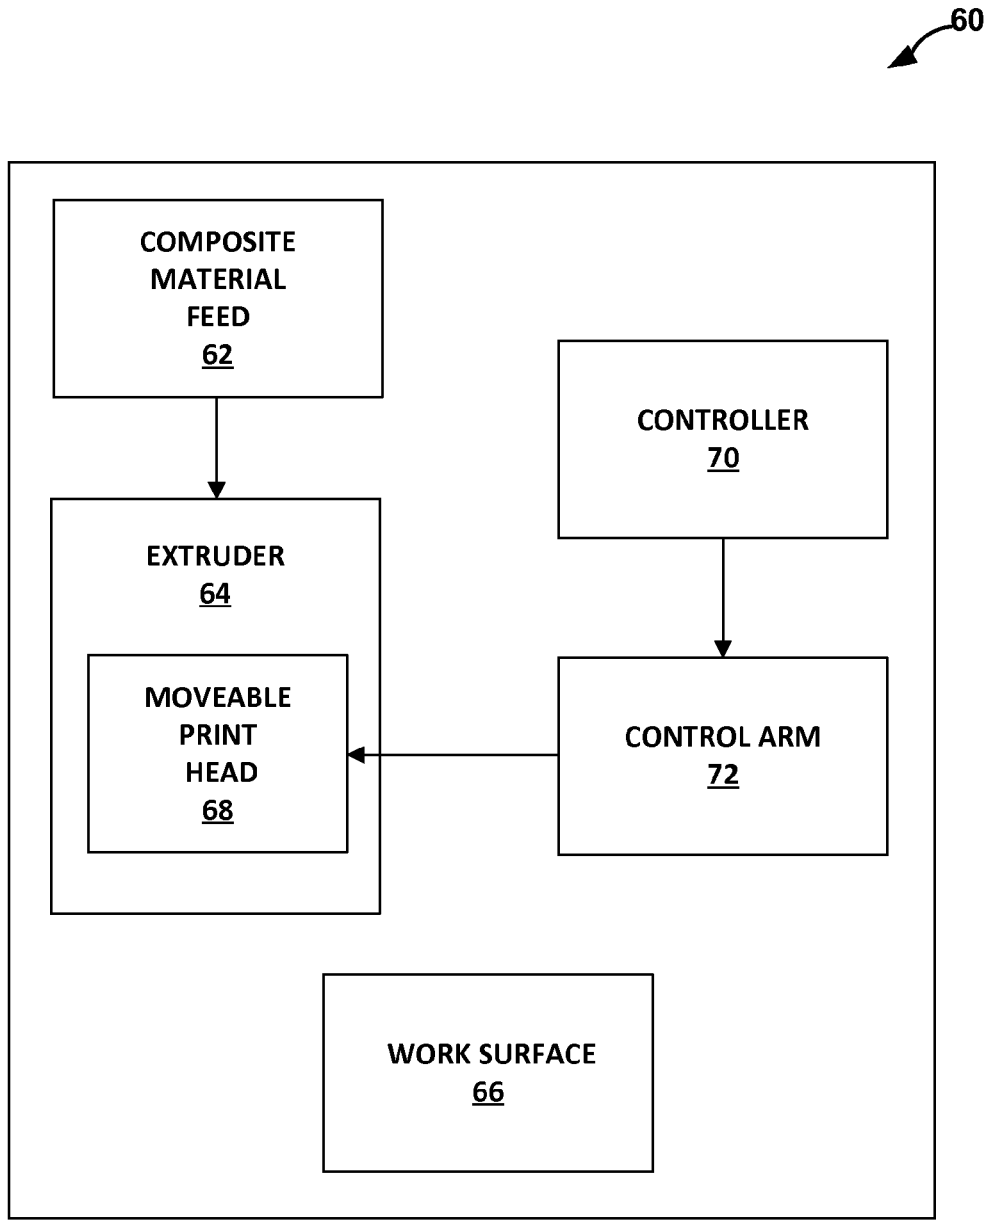 60
COMPOSITE
MATERIAL
FEED
62
CONTROLLER
70
EXTRUDER
64
MOVEABLE
PRINT
HEAD
68
CONTROL ARM
72
WORK SURFACE
66